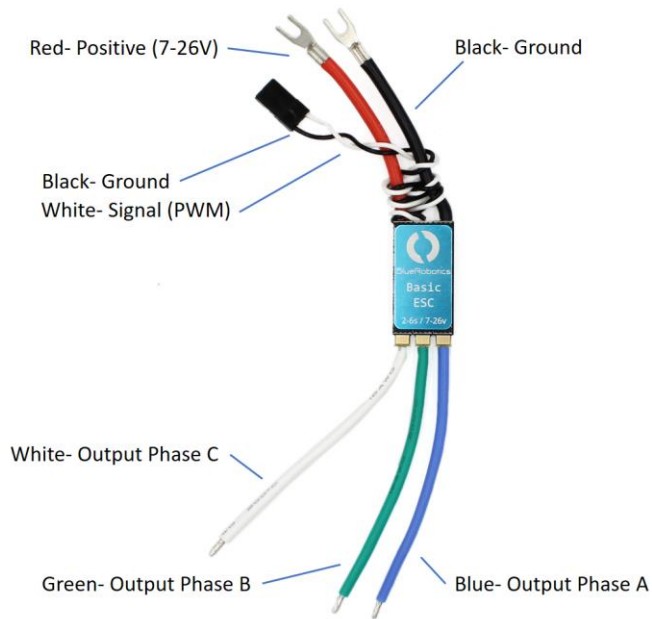 Red- Positive (7-26V)
Black- Ground
Black- Ground
White- Signal (PWM)
BlueRobotics
Basic
ESC
2-6s / 7-26v
White- Output Phase C
Green- Output Phase B
Blue- Output Phase A